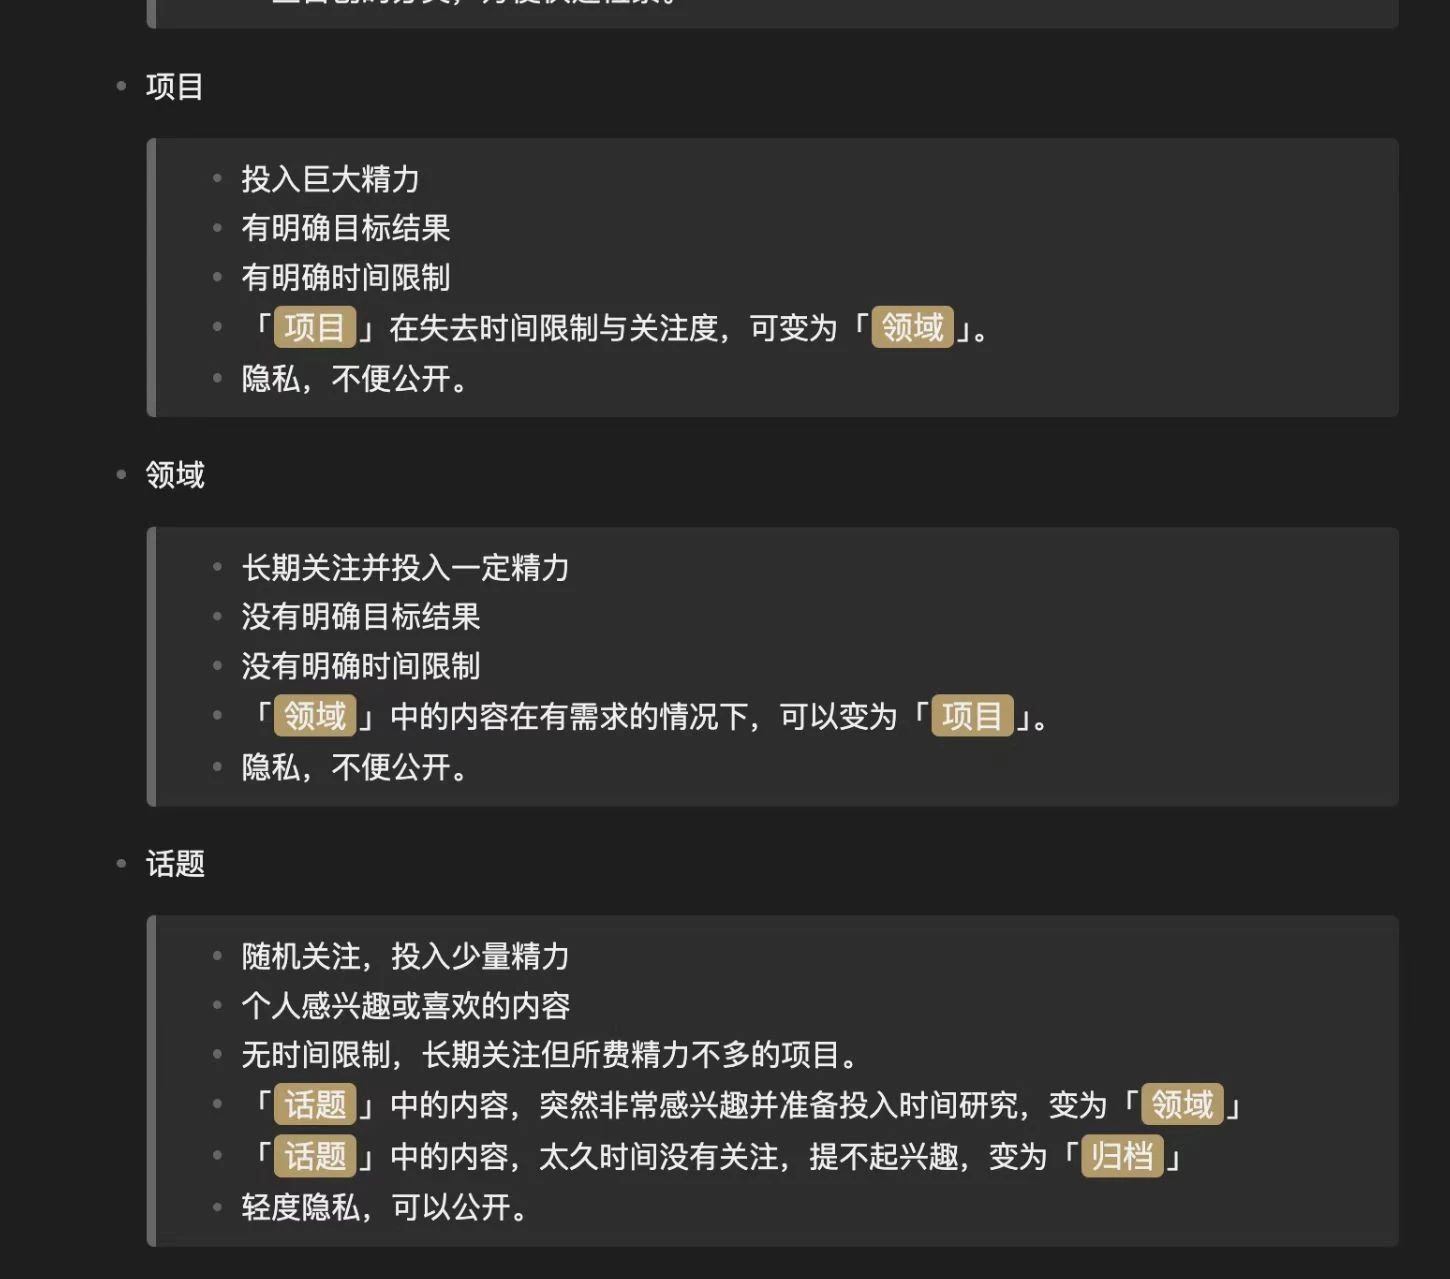 项目
投入巨大精力
有明确目标结果
有明确时间限制
「项目」在失去时间限制与关注度，可变为「领域」。
隐私，不便公开。
领域
长期关注并投入一定精力
没有明确目标结果
没有明确时间限制
「领域」中的内容在有需求的情况下，可以变为「项目」。
隐私，不便公开。
话题
随机关注，投入少量精力
个人感兴趣或喜欢的内容
无时间限制，长期关注但所费精力不多的项目。
「话题」中的内容，突然非常感兴趣并准备投入时间研究，变为「领域」
「话题」中的内容，太久时间没有关注，提不起兴趣，变为「归档」
轻度隐私，可以公开。